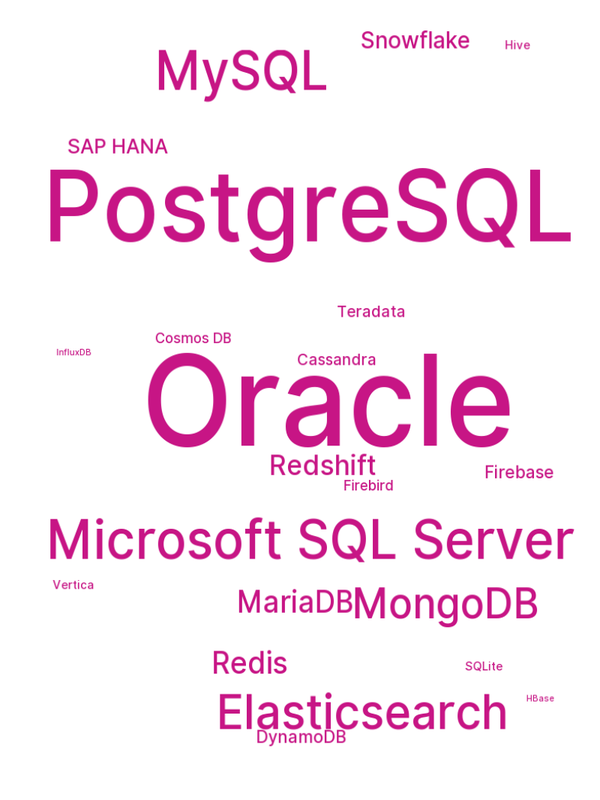 Snowflake
Hive
MySQL
SAP HANA
PostgreSQL
Teradata
Cosmos DB
InfluxDB
Cassandra
Oracle
Redshift
Firebase
Firebird
Microsoft SQL Server
Vertica
MariaDB
MongoDB
Redis
SQLite
HBase
Elasticsearch
DynamoDB